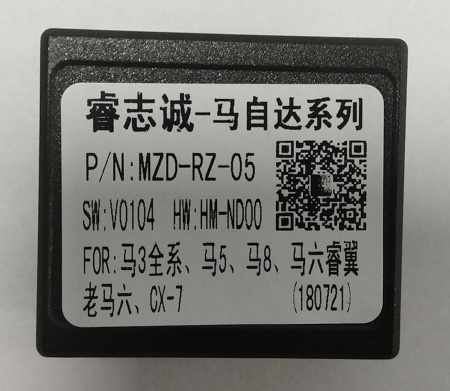 睿志诚-马自达系列
P/N:MZD-RZ-05
SW:V0104 HW:HM-ND00
FOR:马3全系、马5、马8、马六睿翼
老马六、CX-7 (180721)